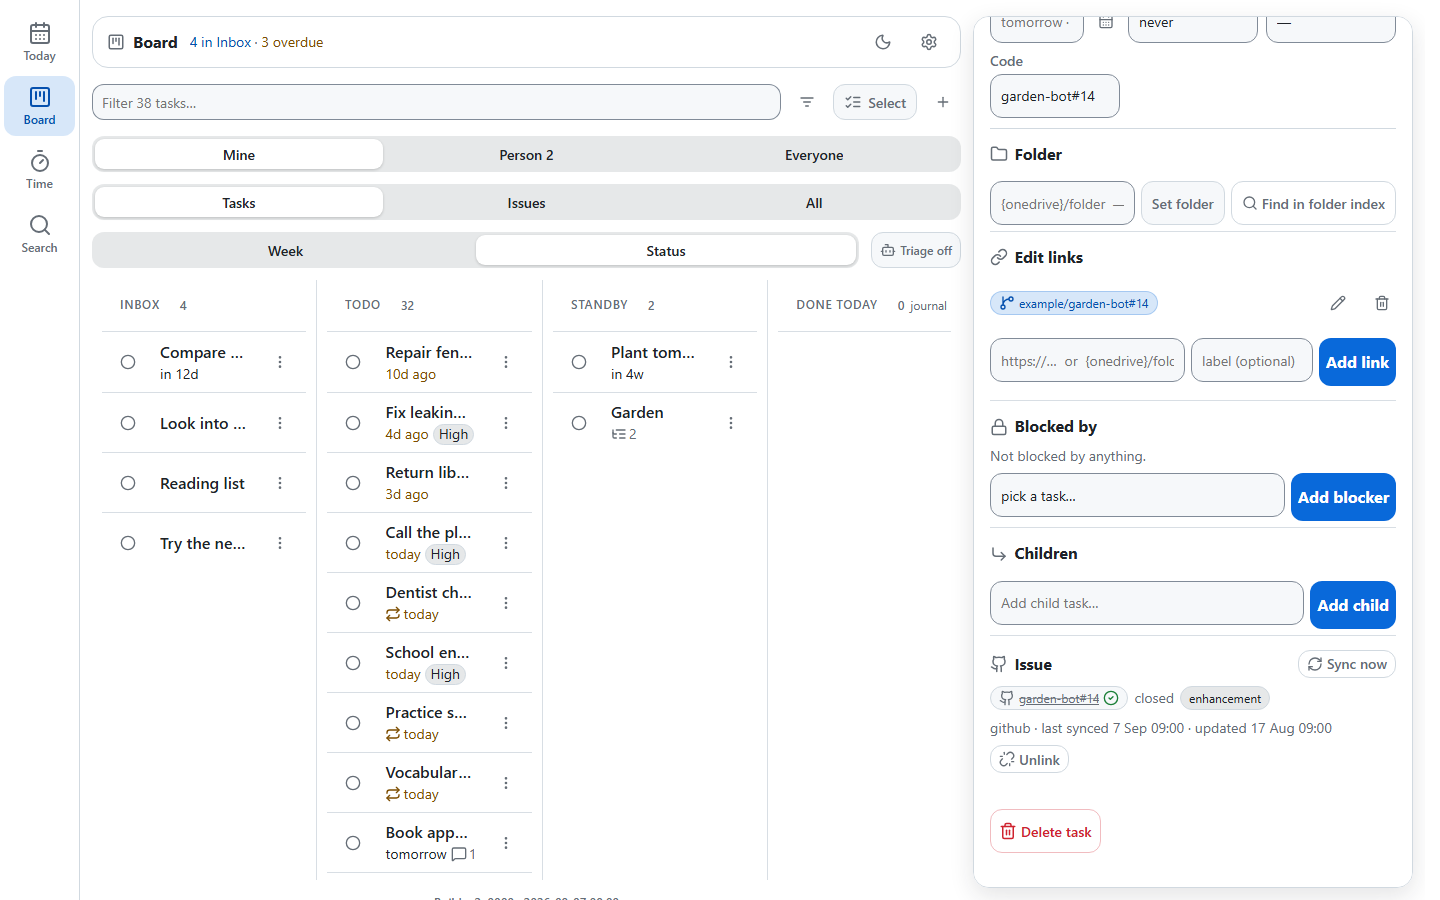 Today
Board
Time
Search
Board
4 in Inbox · 3 overdue
Filter 38 tasks...
Select
Mine
Person 2
Everyone
Tasks
Issues
All
Week
Status
Triage off
INBOX 4
Compare ...
in 12d
Look into ...
Reading list
Try the ne...
TODO 32
Repair fen...
10d ago
Fix leakin...
4d ago High
Return lib...
3d ago
Call the pl...
today High
Dentist ch...
today
School en...
today High
Practice s...
today
Vocabular...
today
Book app...
tomorrow 1
STANDBY 2
Plant tom...
in 4w
Garden
2
DONE TODAY 0 journal
tomorrow ·
never
—
Code
garden-bot#14
Folder
{onedrive}/folder —
Set folder
Find in folder index
Edit links
example/garden-bot#14
https://... or {onedrive}/folc
label (optional)
Add link
Blocked by
Not blocked by anything.
pick a task...
Add blocker
Children
Add child task...
Add child
Issue
Sync now
garden-bot#14 closed enhancement
github · last synced 7 Sep 09:00 · updated 17 Aug 09:00
Unlink
Delete task